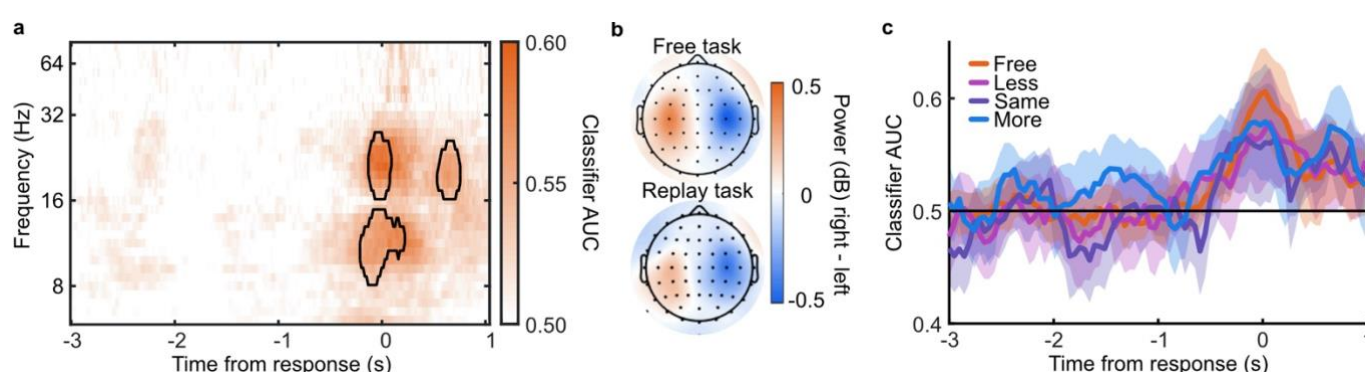 a
64
32
16
8
Frequency (Hz)
-3
-2
-1
0
1
Time from response (s)
0.60
0.55
0.50
Classifier AUC
b
Free task
Replay task
0.5
0
-0.5
Power (dB) right - left
c
Free
Less
Same
More
0.6
0.5
0.4
Classifier AUC
-3
-2
-1
0
1
Time from response (s)